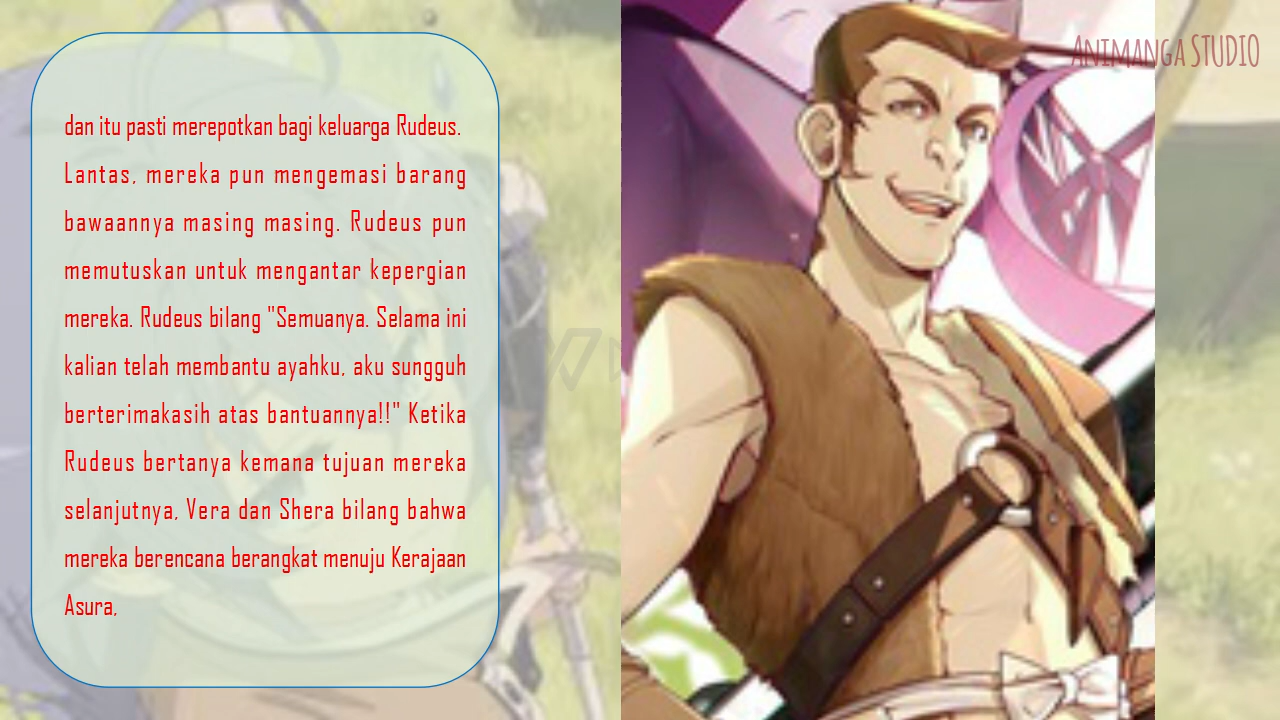 Animanga STUDIO
dan itu pasti merepotkan bagi keluarga Rudeus.
Lantas, mereka pun mengemasi barang
bawaannya masing masing. Rudeus pun
memutuskan untuk mengantar kepergian
mereka. Rudeus bilang "Semuanya. Selama ini
kalian telah membantu ayahku, aku sungguh
berterimakasih atas bantuannya!!" Ketika
Rudeus bertanya kemana tujuan mereka
selanjutnya, Vera dan Shera bilang bahwa
mereka berencana berangkat menuju Kerajaan
Asura,